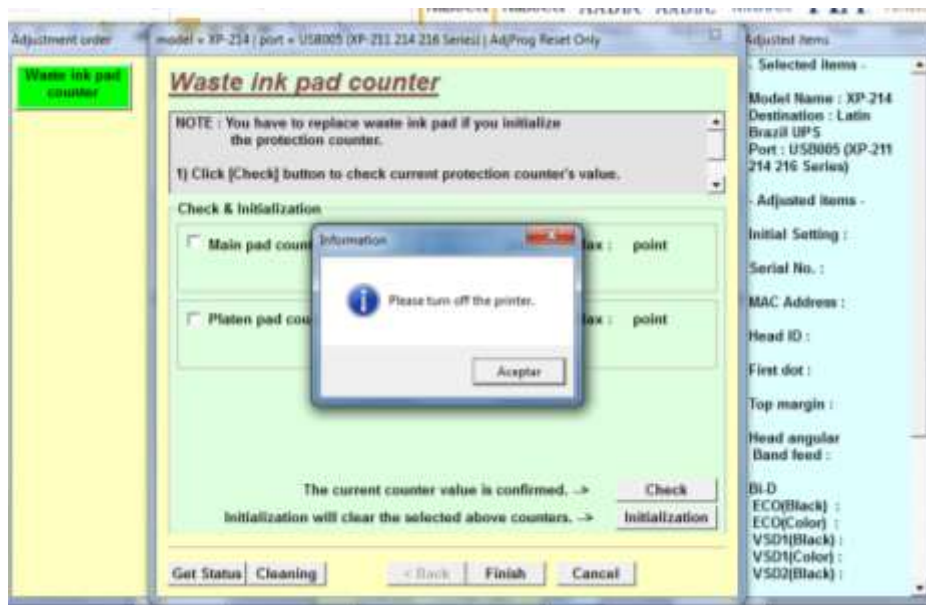 Adjustment order
Waste ink pad
counter
model = XP-214 | port = USB005 (XP-211 214 216 Series) | Adj/Prog Reset Only
Waste ink pad counter
NOTE : You have to replace waste ink pad if you initialize
the protection counter.
1) Click [Check] button to check current protection counter's value.
Check & Initialization
Main pad coun
point
Platen pad cou
point
Information
Please turn off the printer.
Aceptar
The current counter value is confirmed. -->
Check
Initialization will clear the selected above counters. -->
Initialization
Get Status
Cleaning
< Back
Finish
Cancel
Adjusted items
- Selected items -
Model Name : XP-214
Destination : Latin
Brazil UPS
Port : USB005 (XP-211
214 216 Series)
- Adjusted items -
Initial Setting :
Serial No. :
MAC Address :
Head ID :
First dot :
Top margin :
Head angular
Band feed :
Bi-D
ECO(Black) :
ECO(Color) :
VSD1(Black) :
VSD1(Color) :
VSD2(Black) :